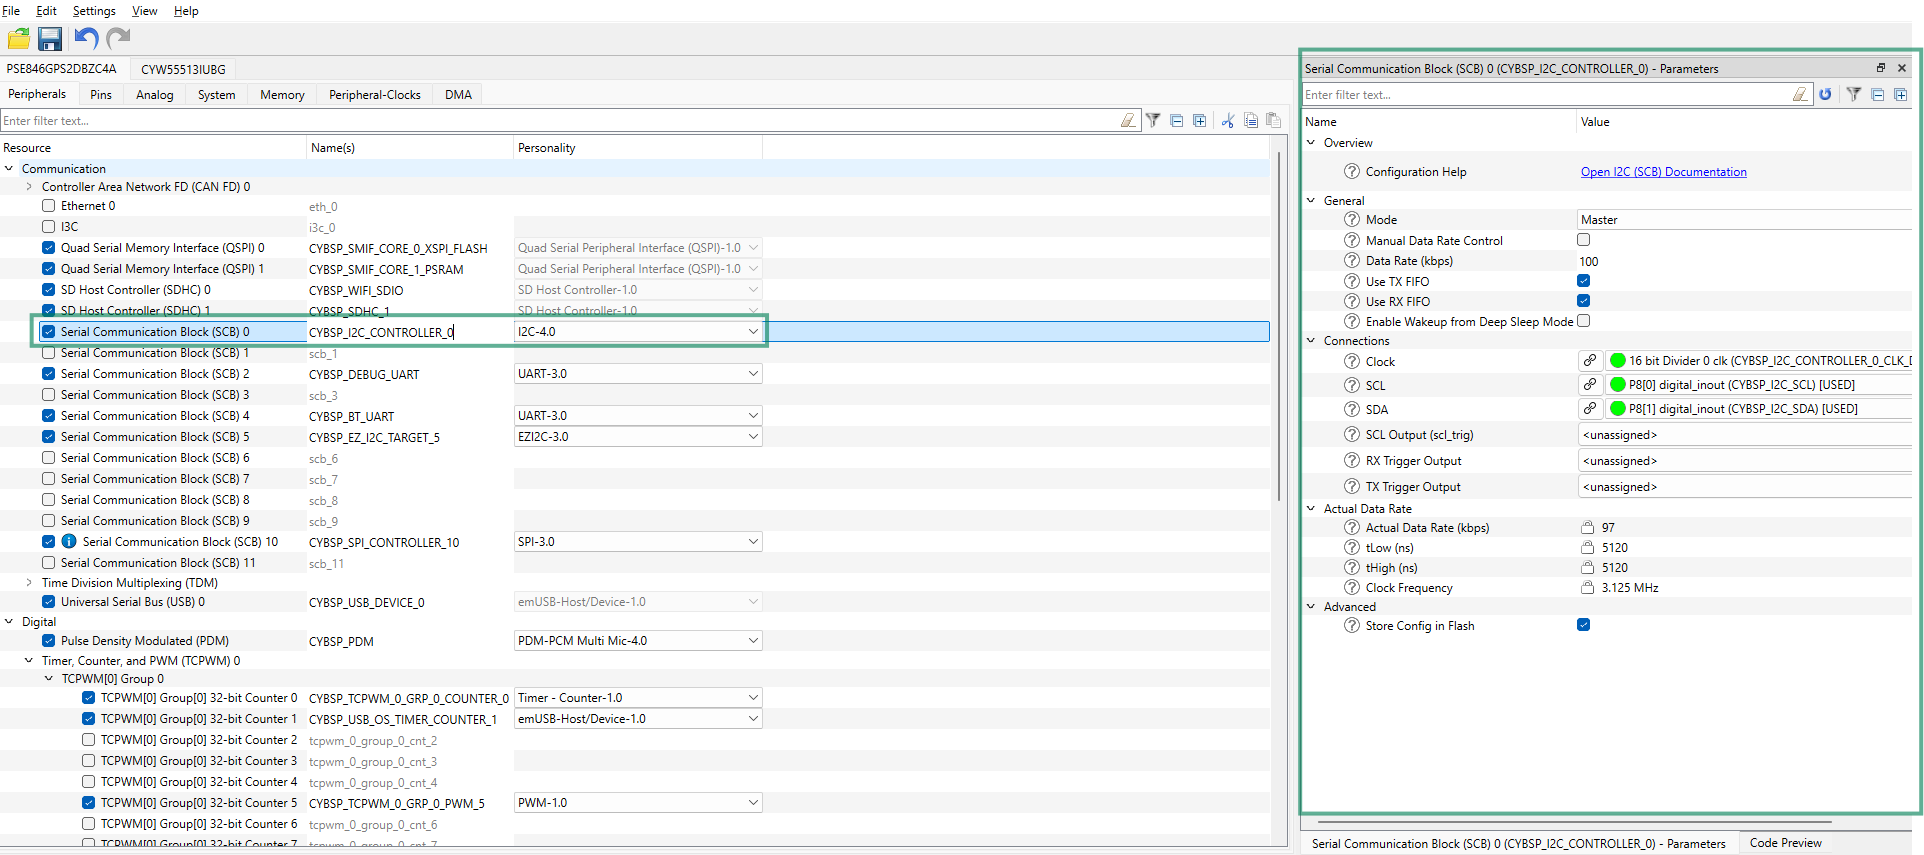 File Edit Settings View Help
PSE846GPS2DBZC4A CYW55513IUBG
Peripherals Pins Analog System Memory Peripheral-Clocks DMA
Enter filter text...
Resource Name(s) Personality
Communication
Controller Area Network FD (CAN FD) 0
Ethernet 0 eth_0
I3C i3c_0
Quad Serial Memory Interface (QSPI) 0 CYBSP_SMIF_CORE_0_XSPI_FLASH Quad Serial Peripheral Interface (QSPI)-1.0
Quad Serial Memory Interface (QSPI) 1 CYBSP_SMIF_CORE_1_PSRAM Quad Serial Peripheral Interface (QSPI)-1.0
SD Host Controller (SDHC) 0 CYBSP_WIFI_SDIO SD Host Controller-1.0
SD Host Controller (SDHC) 1 CYBSP_SDHC_1 SD Host Controller-1.0
Serial Communication Block (SCB) 0 CYBSP_I2C_CONTROLLER_0 I2C-4.0
Serial Communication Block (SCB) 1 scb_1
Serial Communication Block (SCB) 2 CYBSP_DEBUG_UART UART-3.0
Serial Communication Block (SCB) 3 scb_3
Serial Communication Block (SCB) 4 CYBSP_BT_UART UART-3.0
Serial Communication Block (SCB) 5 CYBSP_EZ_I2C_TARGET_5 EZI2C-3.0
Serial Communication Block (SCB) 6 scb_6
Serial Communication Block (SCB) 7 scb_7
Serial Communication Block (SCB) 8 scb_8
Serial Communication Block (SCB) 9 scb_9
Serial Communication Block (SCB) 10 CYBSP_SPI_CONTROLLER_10 SPI-3.0
Serial Communication Block (SCB) 11 scb_11
Time Division Multiplexing (TDM)
Universal Serial Bus (USB) 0 CYBSP_USB_DEVICE_0 emUSB-Host/Device-1.0
Digital
Pulse Density Modulated (PDM) CYBSP_PDM PDM-PCM Multi Mic-4.0
Timer, Counter, and PWM (TCPWM) 0
TCPWM[0] Group 0
TCPWM[0] Group[0] 32-bit Counter 0 CYBSP_TCPWM_0_GRP_0_COUNTER_0 Timer - Counter-1.0
TCPWM[0] Group[0] 32-bit Counter 1 CYBSP_USB_OS_TIMER_COUNTER_1 emUSB-Host/Device-1.0
TCPWM[0] Group[0] 32-bit Counter 2 tcpwm_0_group_0_cnt_2
TCPWM[0] Group[0] 32-bit Counter 3 tcpwm_0_group_0_cnt_3
TCPWM[0] Group[0] 32-bit Counter 4 tcpwm_0_group_0_cnt_4
TCPWM[0] Group[0] 32-bit Counter 5 CYBSP_TCPWM_0_GRP_0_PWM_5 PWM-1.0
TCPWM[0] Group[0] 32-bit Counter 6 tcpwm_0_group_0_cnt_6
TCPWM[0] Group[0] 32-bit Counter 7 tcpwm_0_group_0_cnt_7
Serial Communication Block (SCB) 0 (CYBSP_I2C_CONTROLLER_0) - Parameters
Enter filter text...
Name Value
Overview
Configuration Help Open I2C (SCB) Documentation
General
Mode Master
Manual Data Rate Control
Data Rate (kbps) 100
Use TX FIFO
Use RX FIFO
Enable Wakeup from Deep Sleep Mode
Connections
Clock 16 bit Divider 0 clk (CYBSP_I2C_CONTROLLER_0_CLK_D
SCL P8[0] digital_inout (CYBSP_I2C_SCL) [USED]
SDA P8[1] digital_inout (CYBSP_I2C_SDA) [USED]
SCL Output (scl_trig) <unassigned>
RX Trigger Output <unassigned>
TX Trigger Output <unassigned>
Actual Data Rate
Actual Data Rate (kbps) 97
tLow (ns) 5120
tHigh (ns) 5120
Clock Frequency 3.125 MHz
Advanced
Store Config in Flash
Serial Communication Block (SCB) 0 (CYBSP_I2C_CONTROLLER_0) - Parameters Code Preview